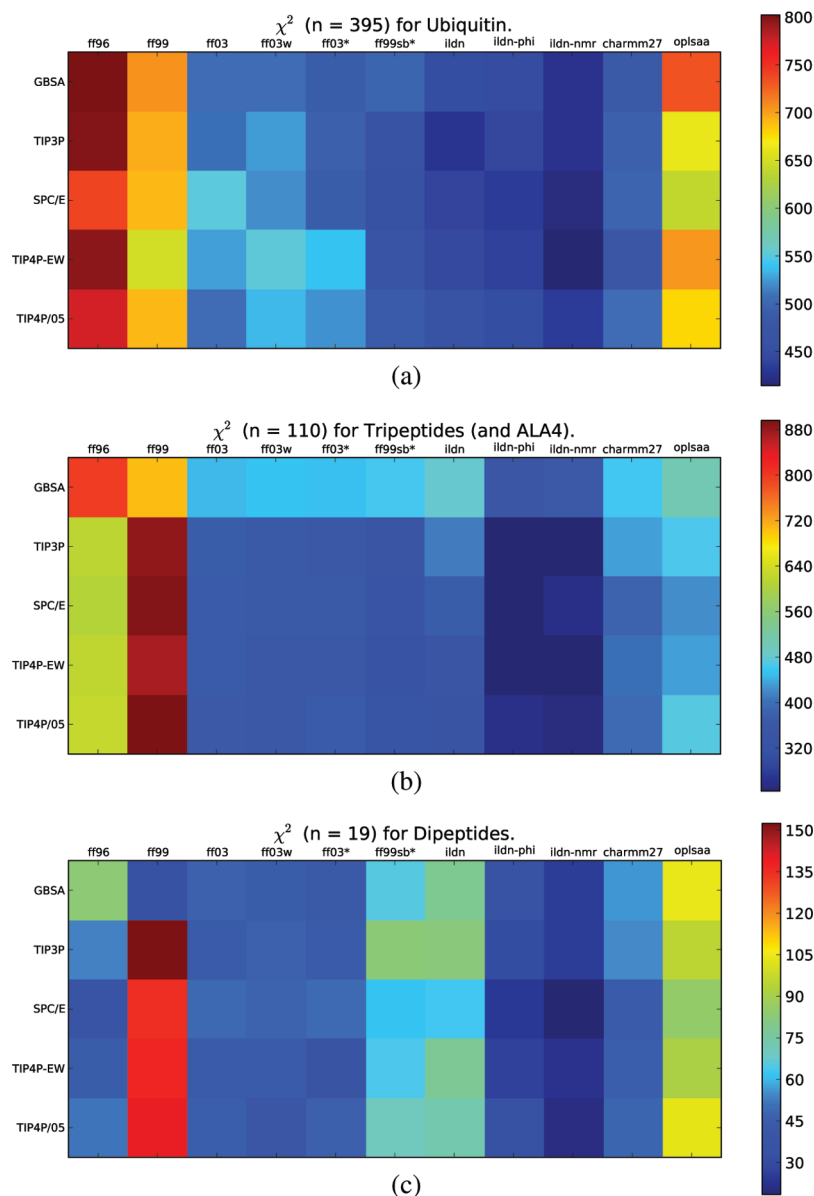 χ² (n = 395) for Ubiquitin.
ff96 ff99 ff03 ff03w ff03* ff99sb* ildn ildn-phi ildn-nmr charmm27 oplsaa
GBSA
TIP3P
SPC/E
TIP4P-EW
TIP4P/05
800
750
700
650
600
550
500
450
(a)
χ² (n = 110) for Tripeptides (and ALA4).
ff96 ff99 ff03 ff03w ff03* ff99sb* ildn ildn-phi ildn-nmr charmm27 oplsaa
GBSA
TIP3P
SPC/E
TIP4P-EW
TIP4P/05
880
800
720
640
560
480
400
320
(b)
χ² (n = 19) for Dipeptides.
ff96 ff99 ff03 ff03w ff03* ff99sb* ildn ildn-phi ildn-nmr charmm27 oplsaa
GBSA
TIP3P
SPC/E
TIP4P-EW
TIP4P/05
150
135
120
105
90
75
60
45
30
(c)